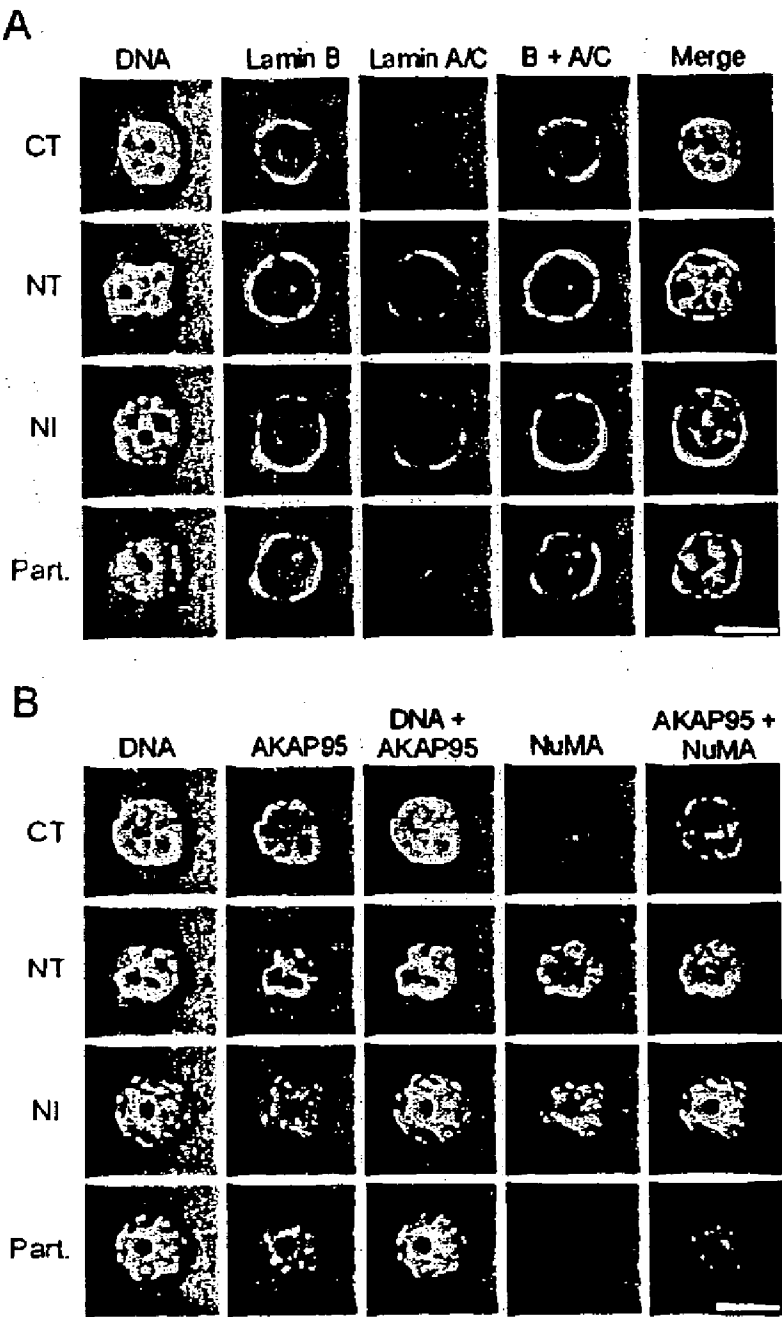 A
DNA Lamin B Lamin A/C B + A/C Merge
CT
NT
NI
Part.
B
DNA AKAP95 DNA + AKAP95 NuMA AKAP95 + NuMA
CT
NT
NI
Part.